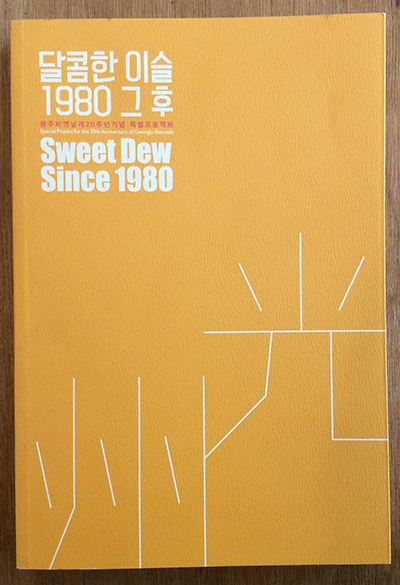 달콤한 이슬
1980 그 후
광주비엔날레20주년기념 특별프로젝트
Special Project for the 20th Anniversary of Gwangju Biennale
Sweet Dew
Since 1980
光
州